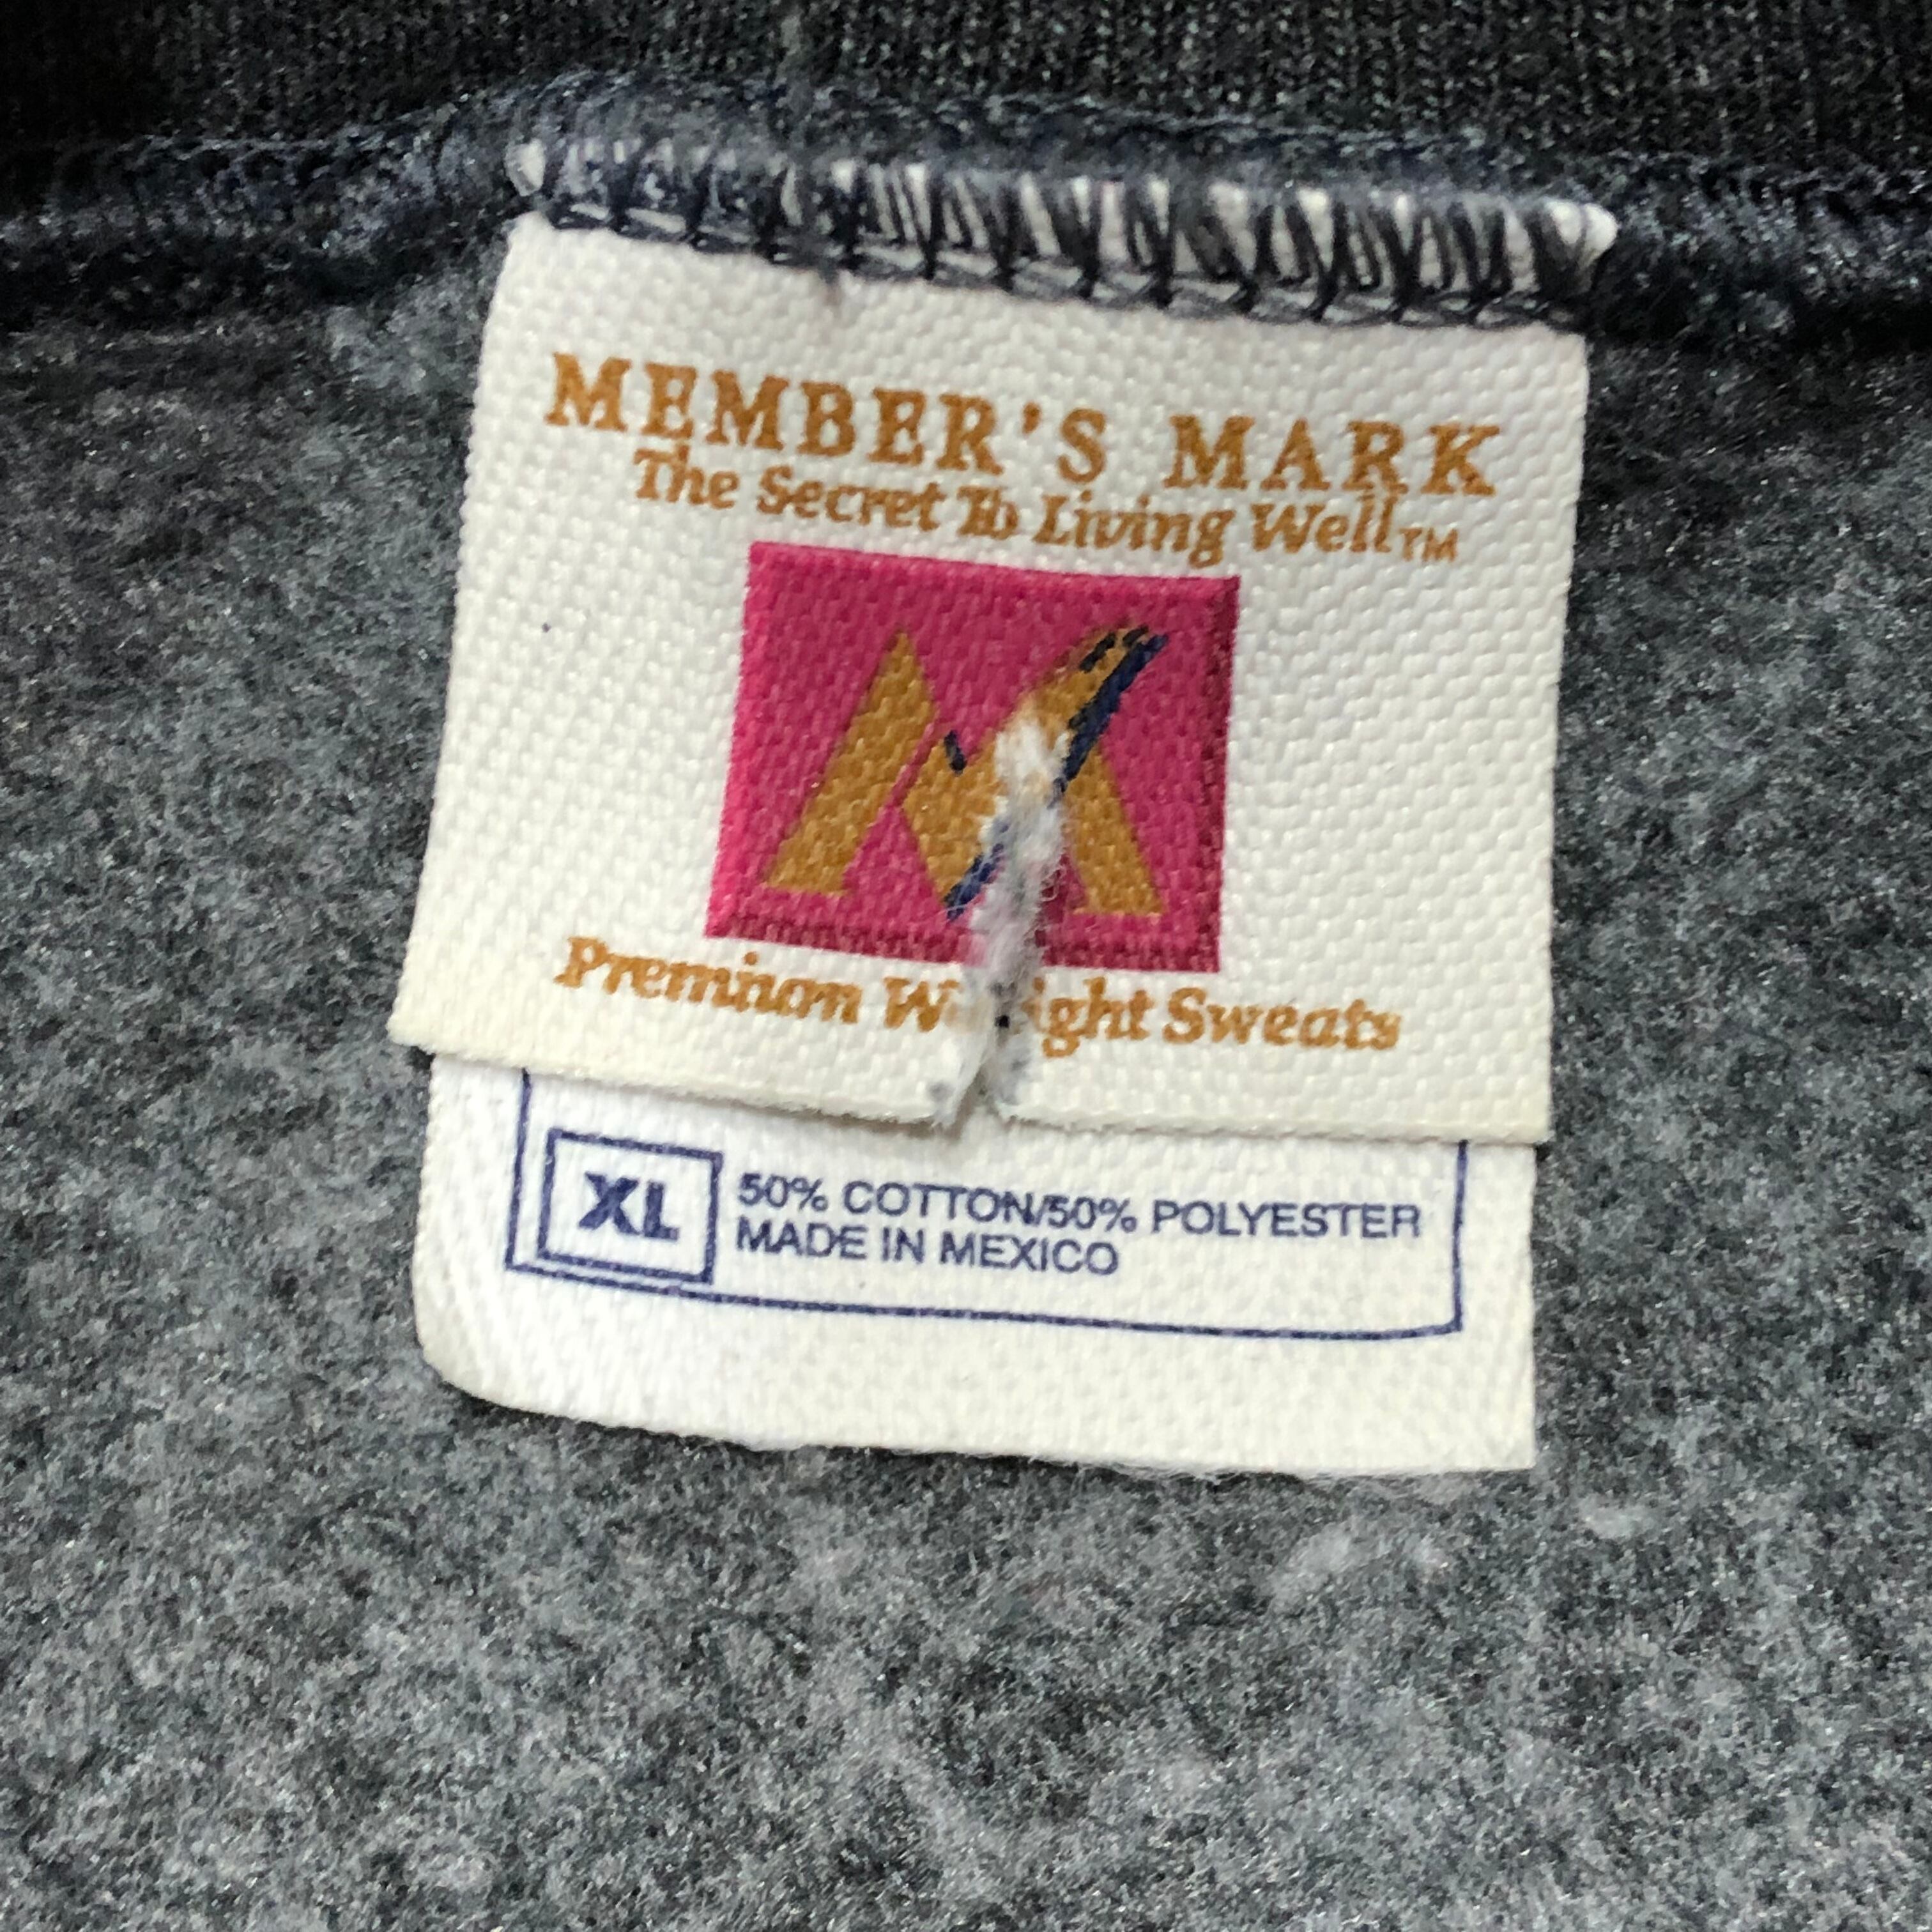 MEMBER'S MARK
The Secret To Living Well™
Premium Weight Sweats
XL
50% COTTON/50% POLYESTER
MADE IN MEXICO